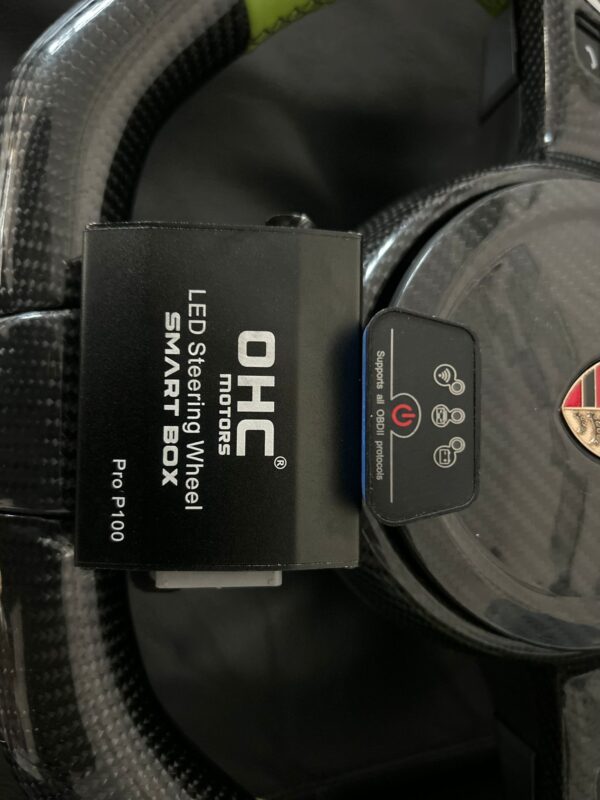 OHC®
MOTORS
LED Steering Wheel
SMART BOX
Pro P100
Supports all OBDII protocols